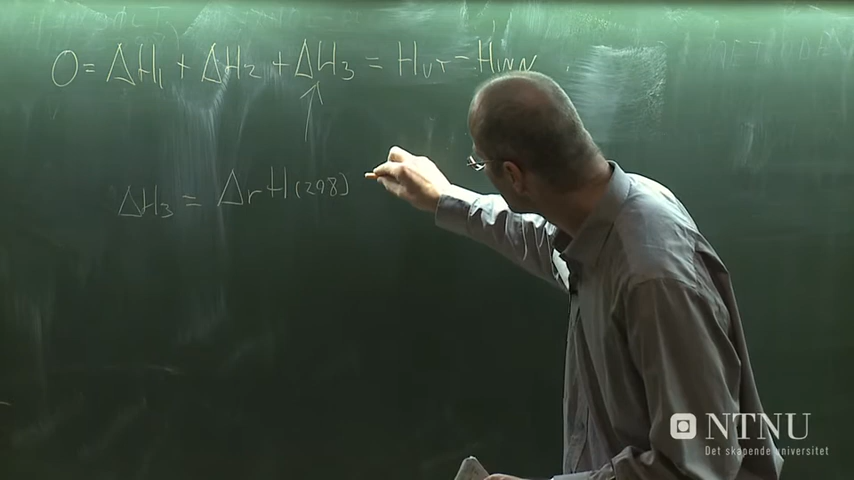 0 = ΔH₁ + ΔH₂ + ΔH₃ = HUT - HINN
ΔH₃ = ΔrH(298)
NTNU
Det skapende universitet